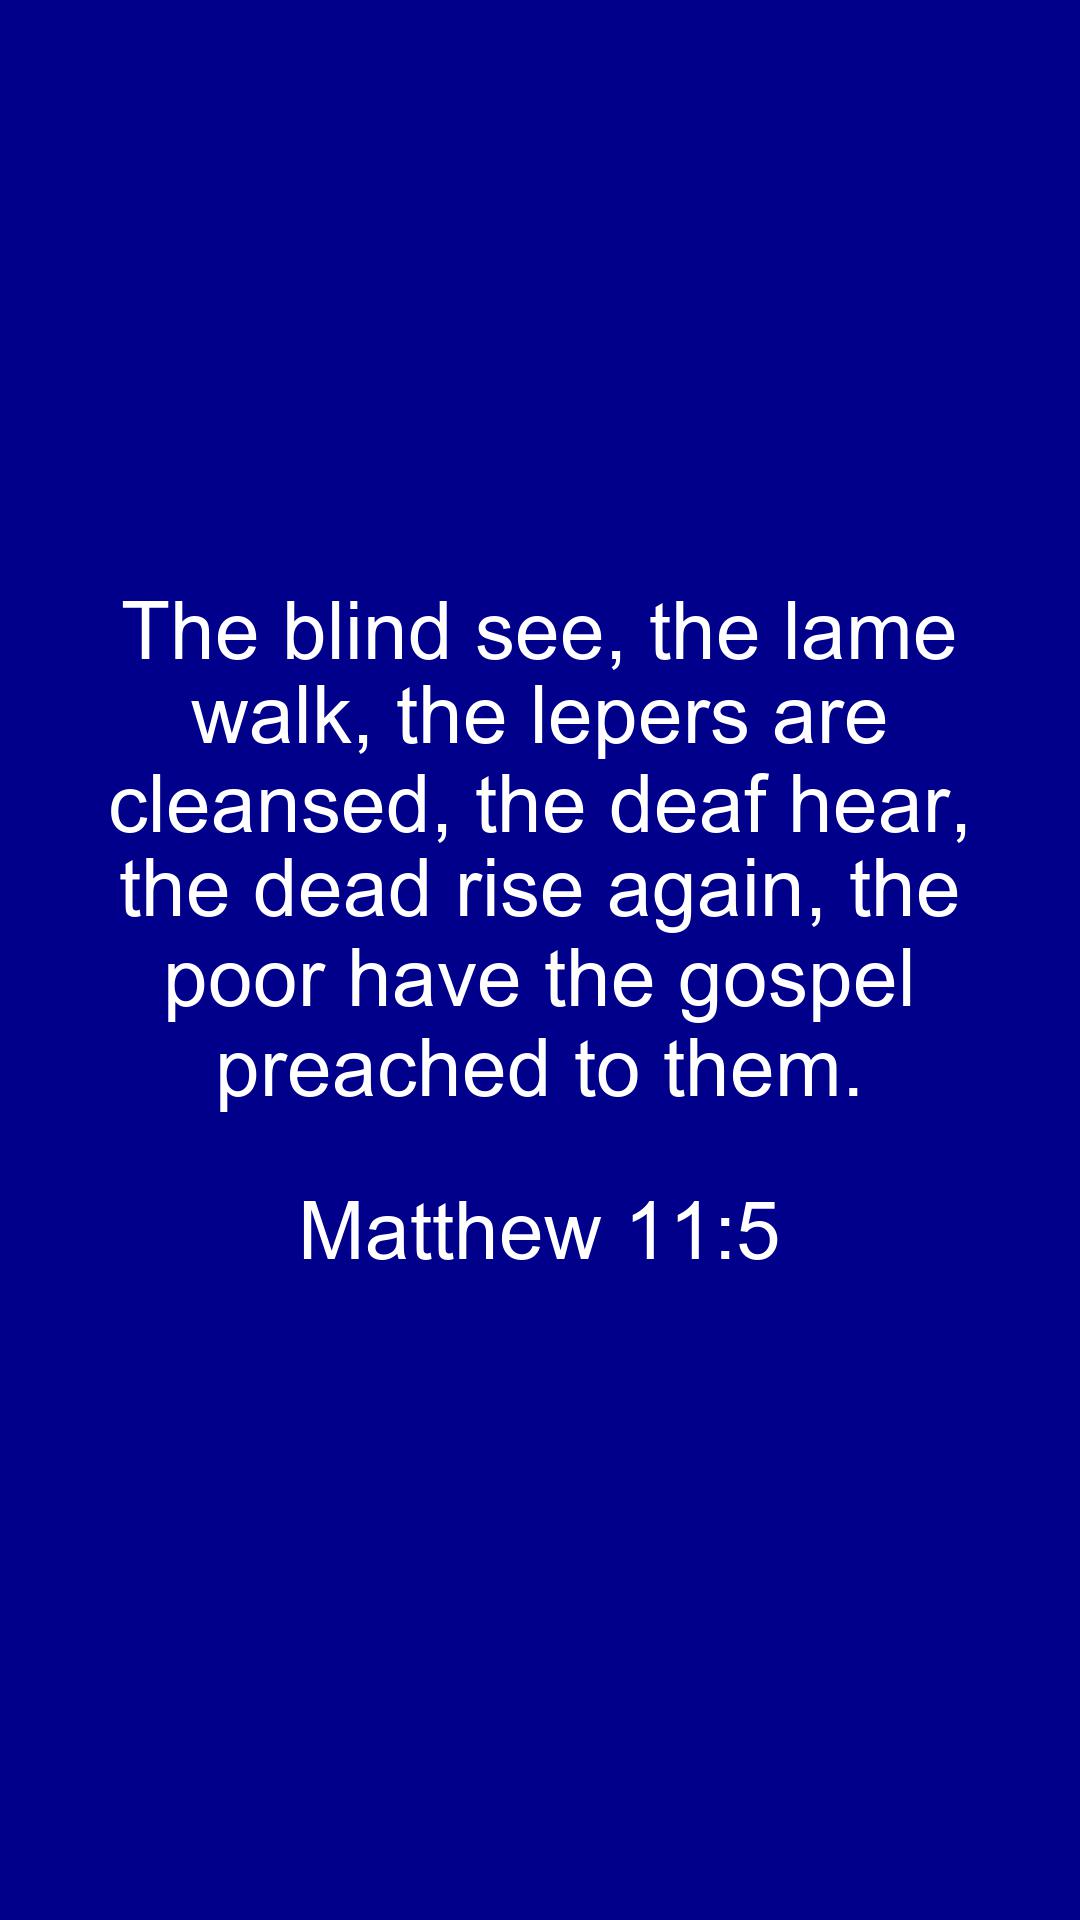 The blind see, the lame
walk, the lepers are
cleansed, the deaf hear,
the dead rise again, the
poor have the gospel
preached to them.
Matthew 11:5